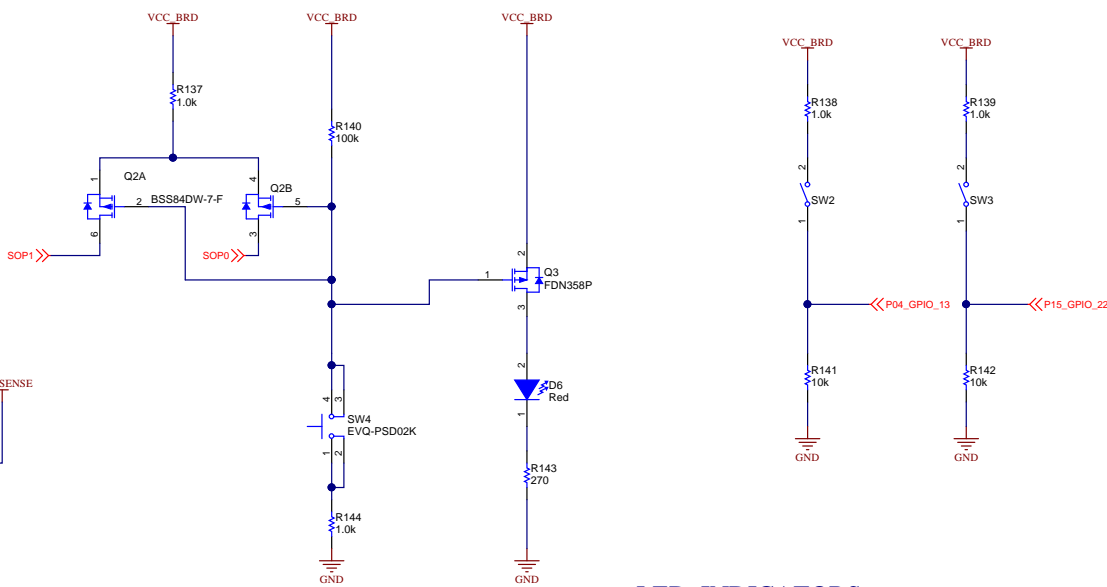 VCC_BRD
VCC_BRD
VCC_BRD
VCC_BRD
VCC_BRD
R137
1.0k
R138
1.0k
R139
1.0k
R140
100k
1
Q2A
2
BSS84DW-7-F
6
SOP1
4
Q2B
5
3
SOP0
2
SW2
1
2
SW3
1
1
2
Q3
FDN358P
3
P04_GPIO_13
P15_GPIO_22
R141
10k
R142
10k
GND
GND
SENSE
4
3
SW4
EVQ-PSD02K
1
2
2
D6
Red
1
R143
270
R144
1.0k
GND
GND